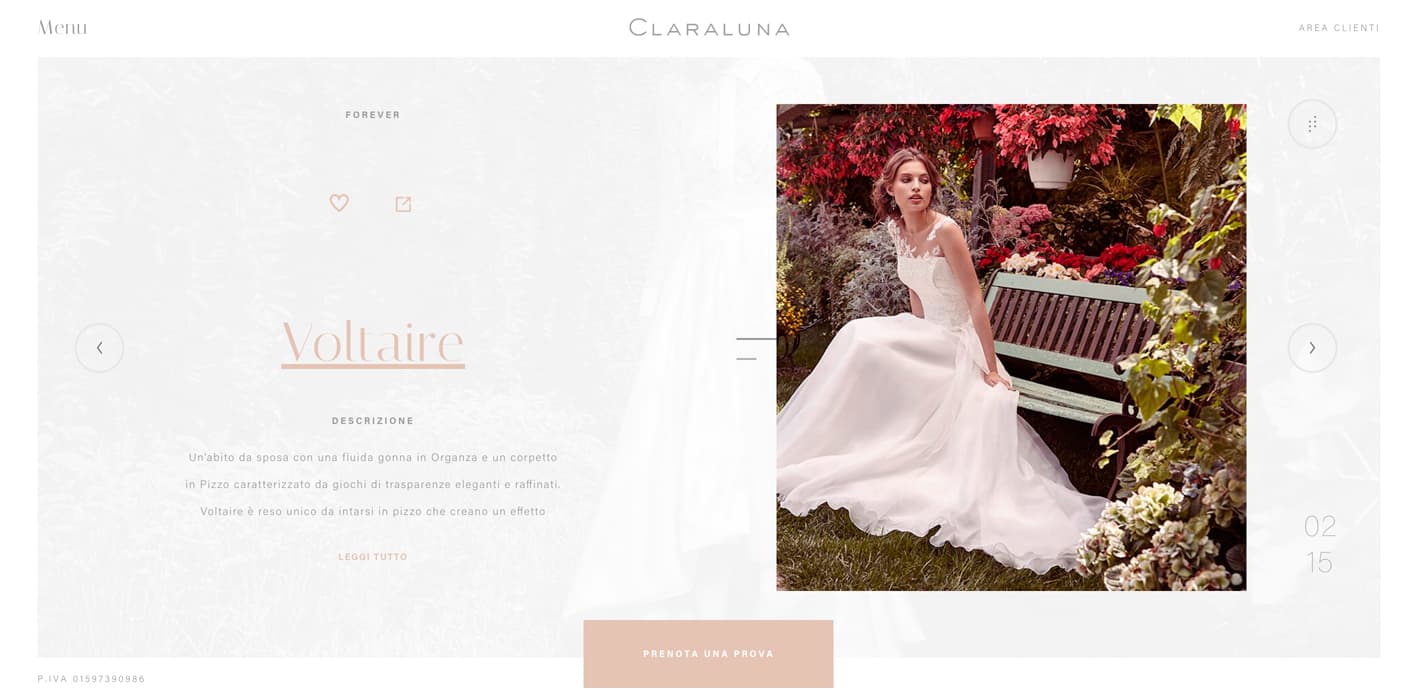 Menu
CLARALUNA
AREA CLIENTI
FOREVER
Voltaire
DESCRIZIONE
Un'abito da sposa con una fluida gonna in Organza e un corpetto
in Pizzo caratterizzato da giochi di trasparenze eleganti e raffinati.
Voltaire è reso unico da intarsi in pizzo che creano un effetto
LEGGI TUTTO
02
15
PRENOTA UNA PROVA
P.IVA 01597390986